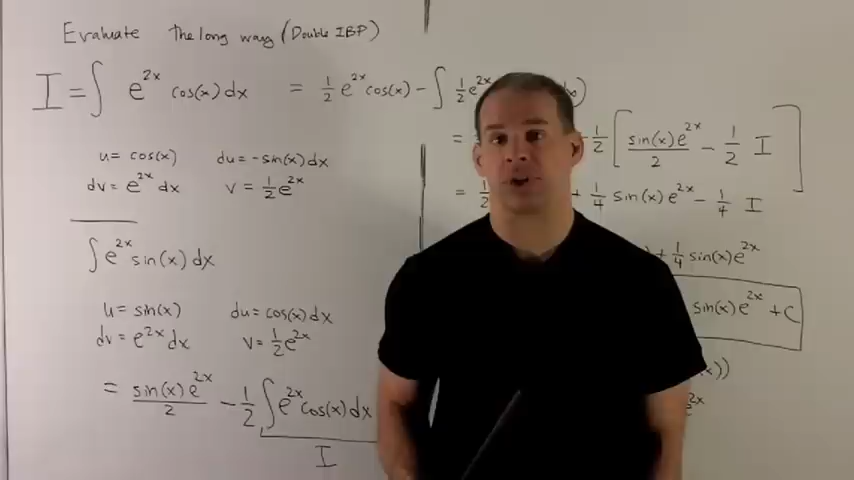 Evaluate The long way (Double IBP)
I = ∫ e^{2x} cos(x) dx = 1/2 e^{2x} cos(x) - ∫ 1/2 e^{2x}
u = cos(x) du = -sin(x) dx
dv = e^{2x} dx v = 1/2 e^{2x}
∫ e^{2x} sin(x) dx
u = sin(x) du = cos(x) dx
dv = e^{2x} dx v = 1/2 e^{2x}
= sin(x) e^{2x}/2 - 1/2 ∫ e^{2x} cos(x) dx
I
= 1/2 [ sin(x) e^{2x}/2 - 1/2 I ]
= + 1/4 sin(x) e^{2x} - 1/4 I
+ 1/4 sin(x) e^{2x}
sin(x) e^{2x} + C